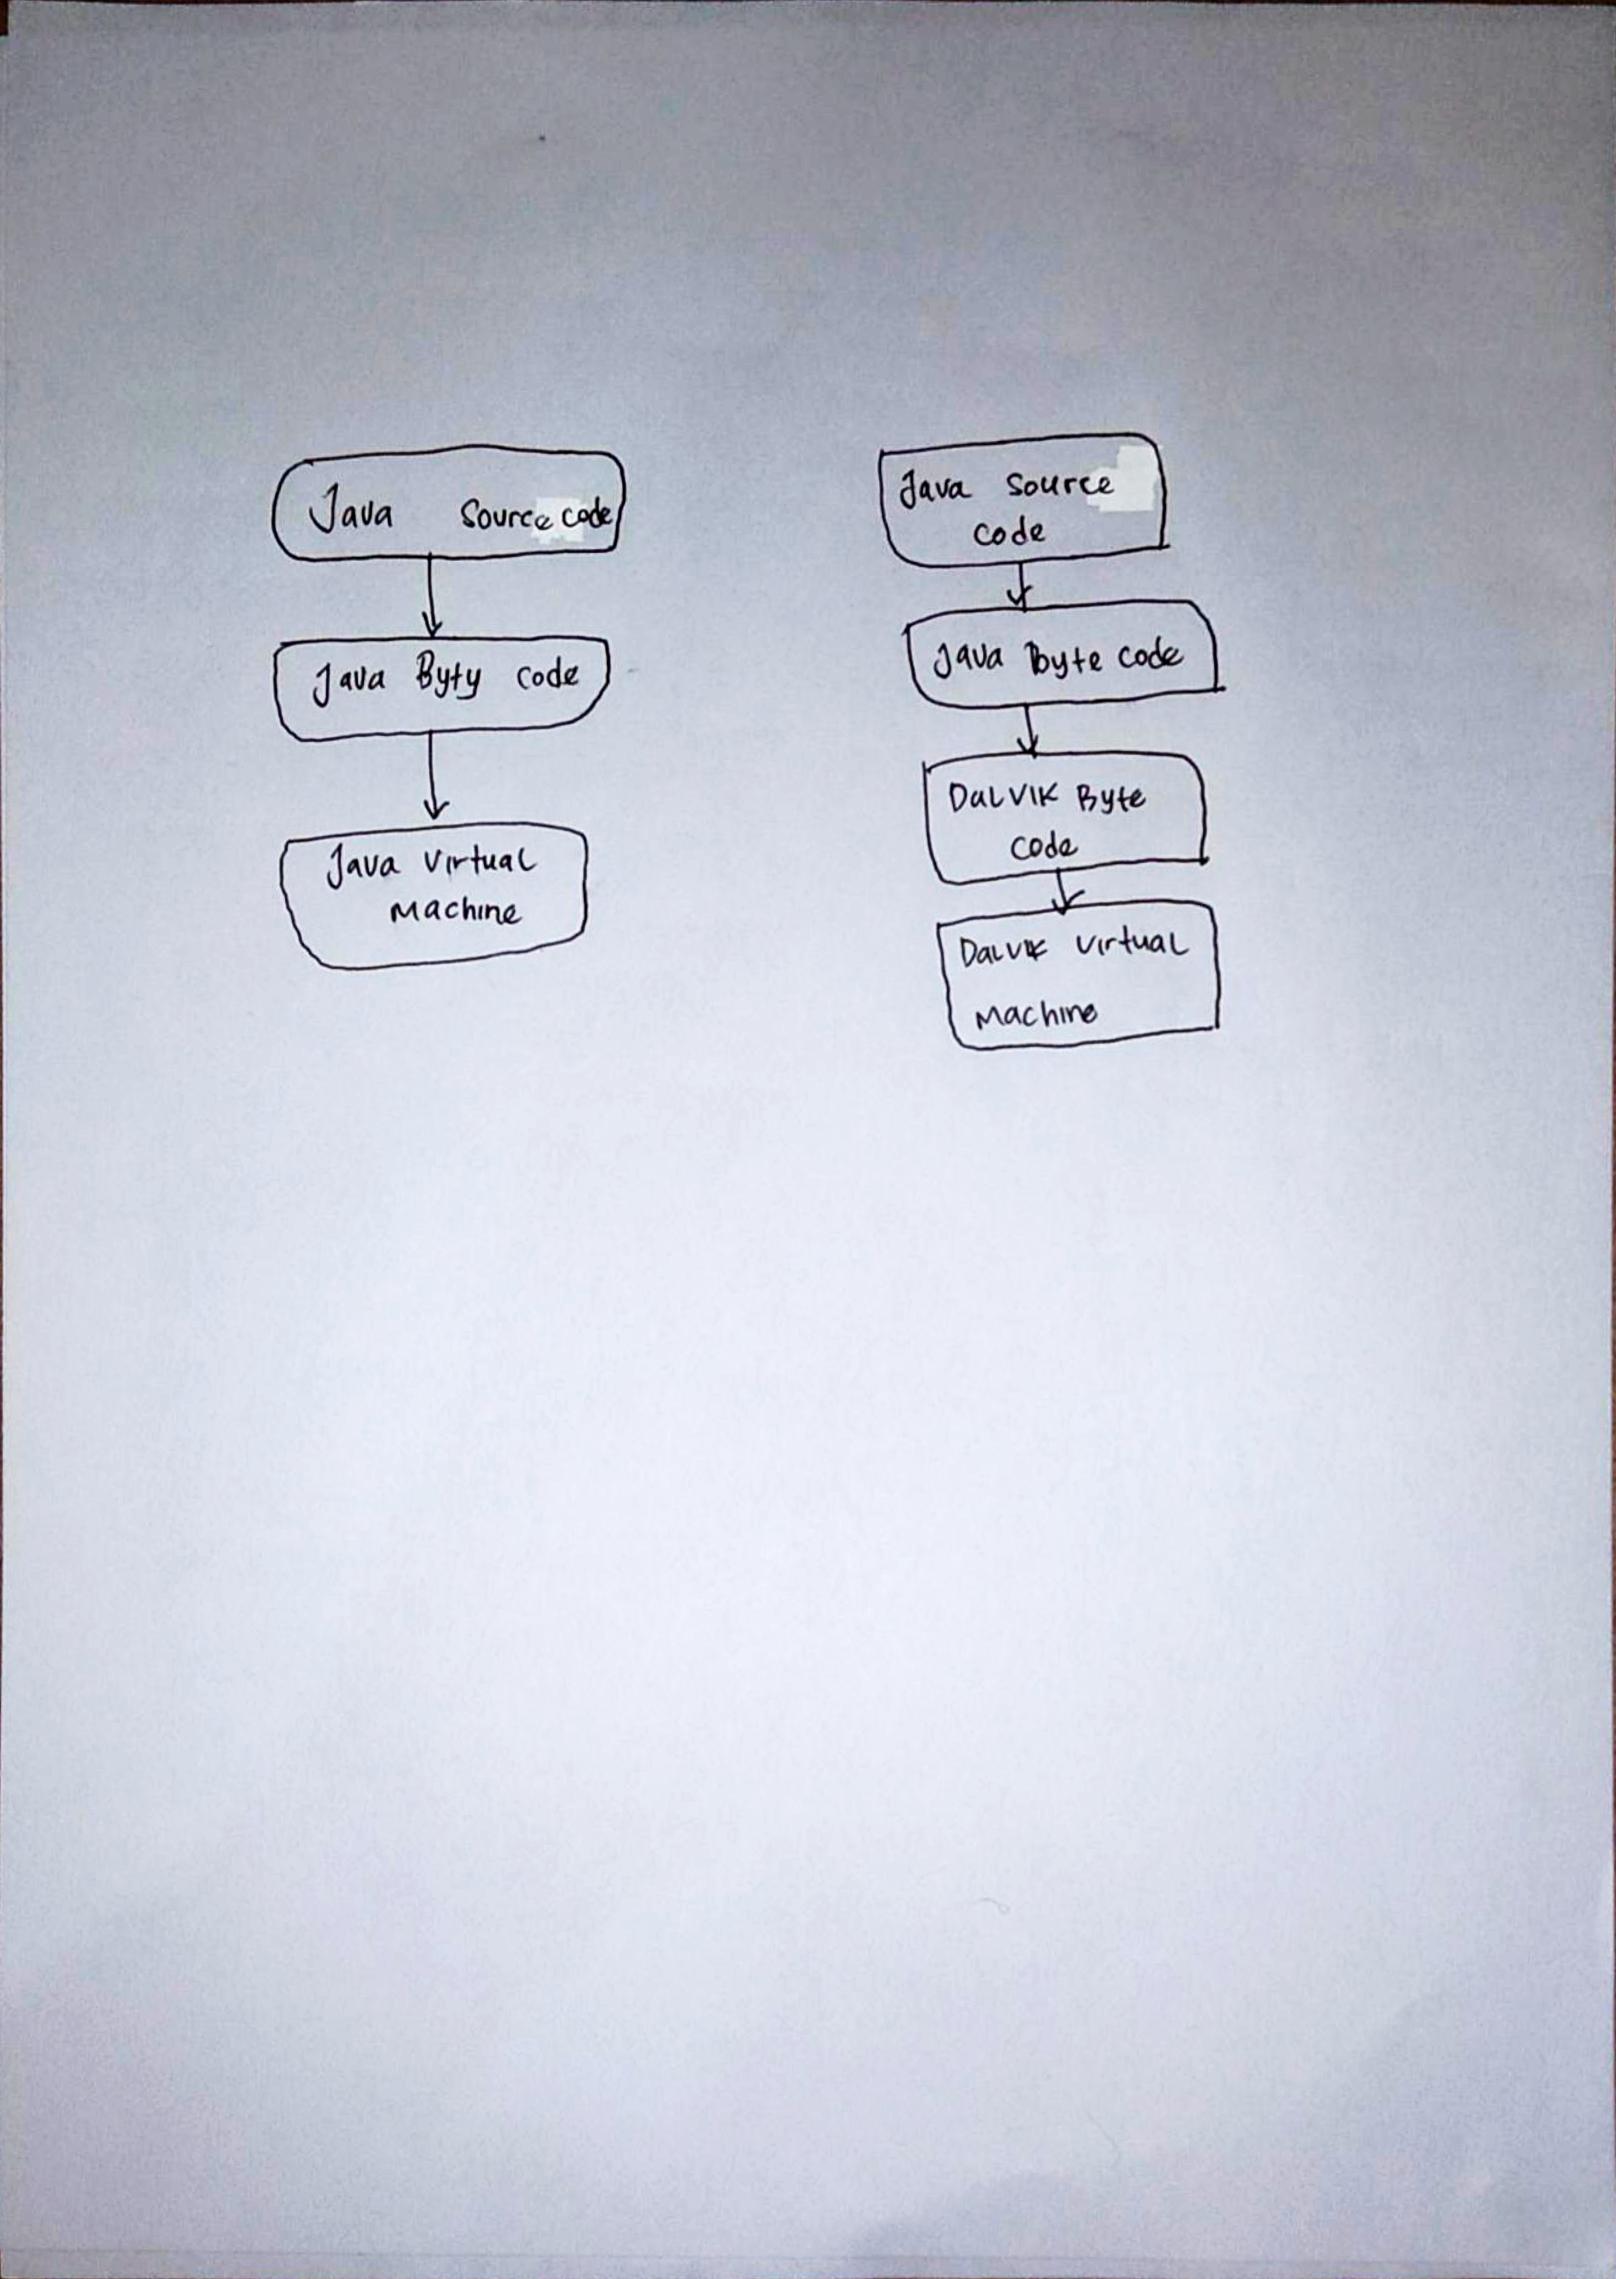 Java Source code
Java Byty code
Java Virtual
Machine
Java Source
code
Java Byte code
DALVIK Byte
code
DALVIK Virtual
Machine